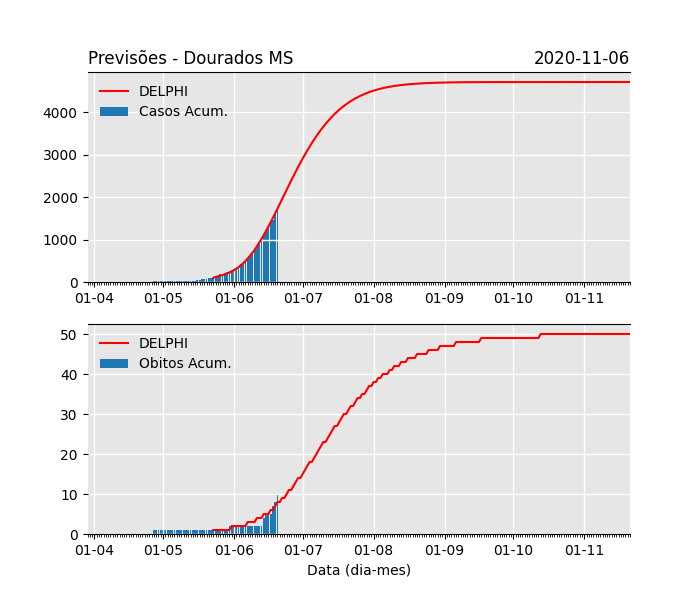 Previsões - Dourados MS 2020-11-06
DELPHI
Casos Acum.
4000
3000
2000
1000
0
01-04 01-05 01-06 01-07 01-08 01-09 01-10 01-11
DELPHI
Obitos Acum.
50
40
30
20
10
0
01-04 01-05 01-06 01-07 01-08 01-09 01-10 01-11
Data (dia-mes)